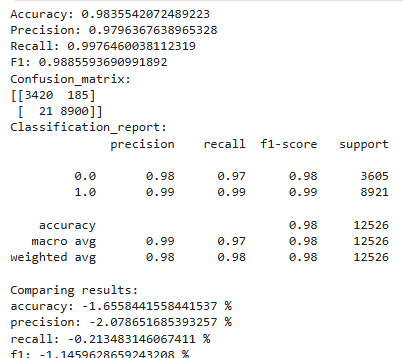 Accuracy: 0.9835542072489223
Precision: 0.9796367638965328
Recall: 0.9976460038112319
F1: 0.9885593690991892
Confusion_matrix:
[[3420  185]
 [  21 8900]]
Classification_report:
              precision    recall  f1-score   support

         0.0       0.98      0.97      0.98      3605
         1.0       0.99      0.99      0.99      8921

    accuracy                           0.98     12526
   macro avg       0.99      0.97      0.98     12526
weighted avg       0.98      0.98      0.98     12526

Comparing results:
accuracy: -1.6558441558441537 %
precision: -2.078651685393257 %
recall: -0.213483146067411 %
f1: -1.1459628659243208 %